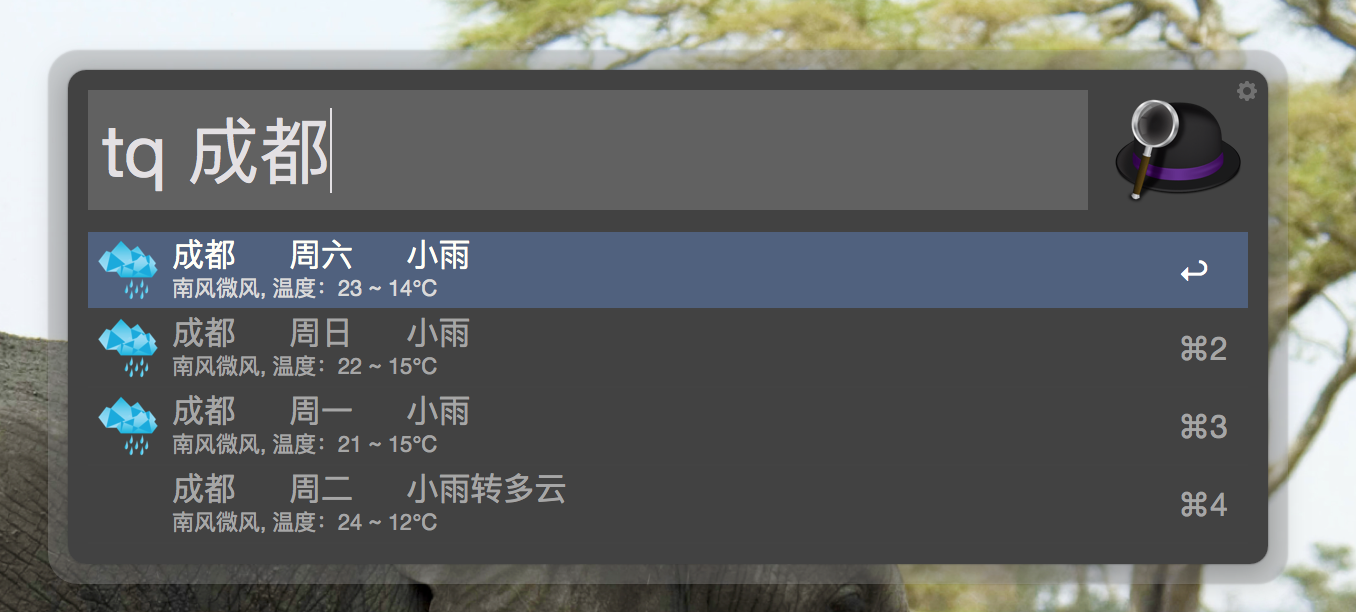 tq 成都
成都 周六 小雨
南风微风, 温度：23 ~ 14℃
成都 周日 小雨
南风微风, 温度：22 ~ 15℃
⌘2
成都 周一 小雨
南风微风, 温度：21 ~ 15℃
⌘3
成都 周二 小雨转多云
南风微风, 温度：24 ~ 12℃
⌘4